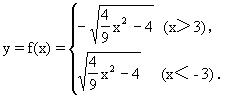 y = f(x) = { -√(4/9 x² - 4) (x > 3),
√(4/9 x² - 4) (x < -3).